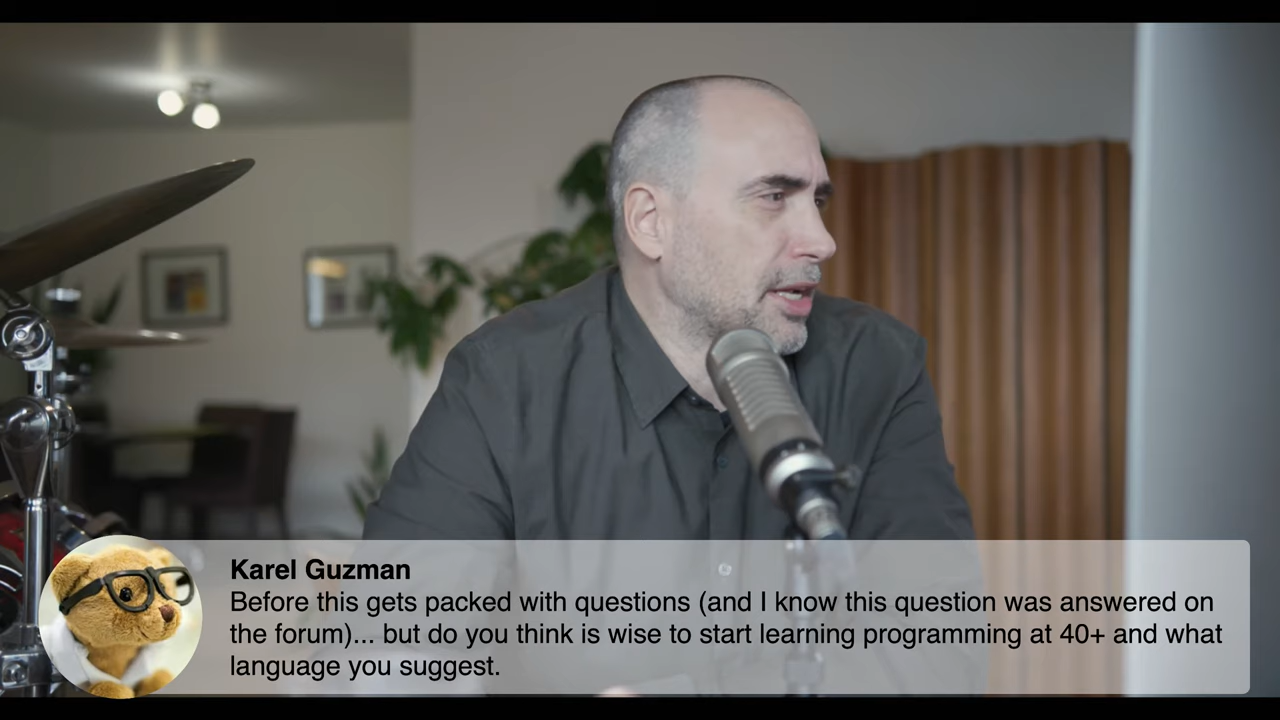 Karel Guzman
Before this gets packed with questions (and I know this question was answered on
the forum)... but do you think is wise to start learning programming at 40+ and what
language you suggest.